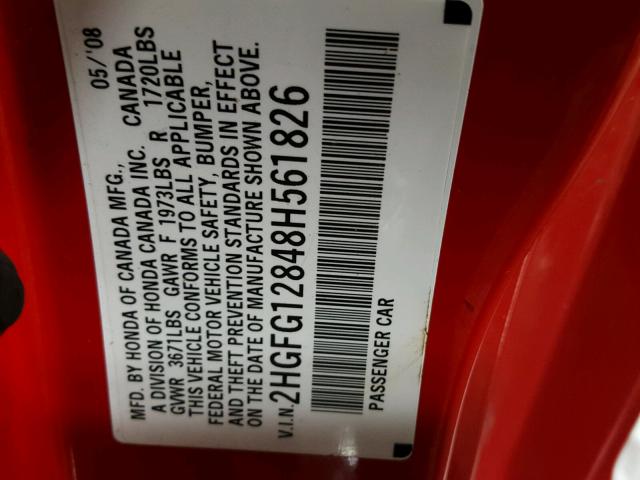 MFD. BY HONDA OF CANADA MFG., 05/'08
A DIVISION OF HONDA CANADA INC. CANADA
GVWR 3671LBS GAWR F 1973LBS R 1720LBS
THIS VEHICLE CONFORMS TO ALL APPLICABLE
FEDERAL MOTOR VEHICLE SAFETY, BUMPER,
AND THEFT PREVENTION STANDARDS IN EFFECT
ON THE DATE OF MANUFACTURE SHOWN ABOVE.
V.I.N. 2HGFG12848H561826
PASSENGER CAR